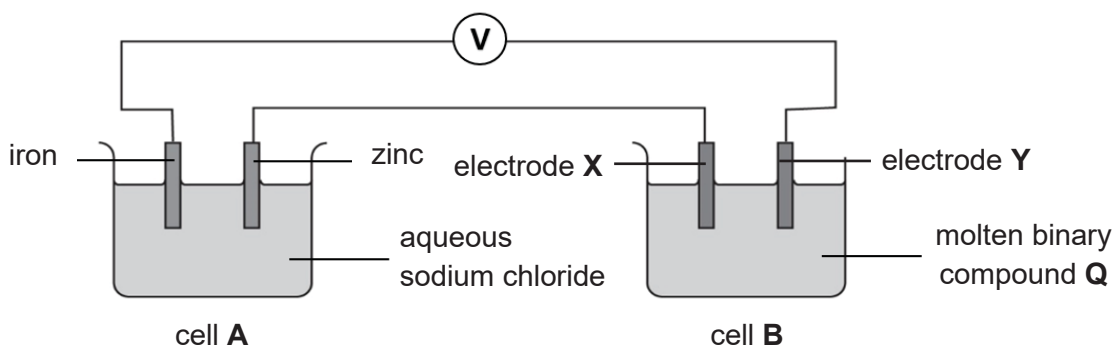 V
iron
zinc
electrode X
electrode Y
aqueous
sodium chloride
molten binary
compound Q
cell A
cell B